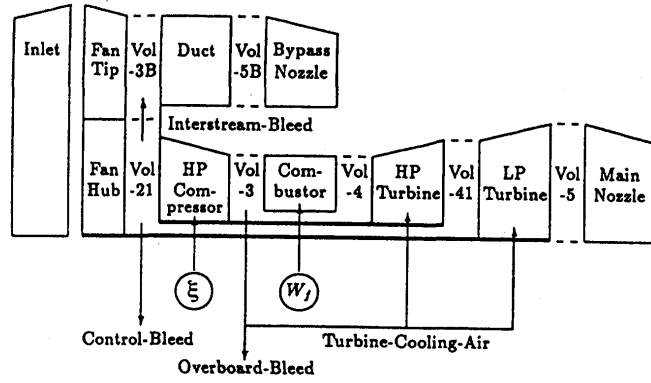 Inlet
Fan
Tip
Vol
-3B
Duct
Vol
-5B
Bypass
Nozzle
Interstream-Bleed
Fan
Hub
Vol
-21
HP
Com-
pressor
Vol
-3
Com-
bustor
Vol
-4
HP
Turbine
Vol
-41
LP
Turbine
Vol
-5
Main
Nozzle
ξ
W_f
Control-Bleed
Turbine-Cooling-Air
Overboard-Bleed